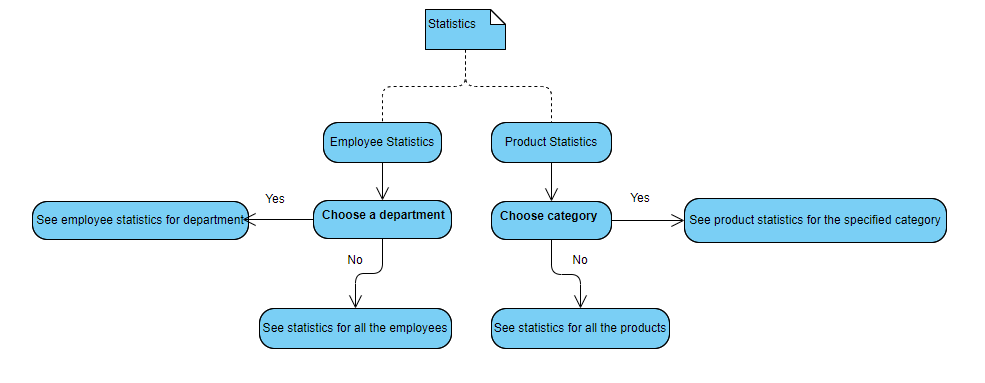 Statistics
Employee Statistics
Product Statistics
Yes
Yes
See employee statistics for department
Choose a department
Choose category
See product statistics for the specified category
No
No
See statistics for all the employees
See statistics for all the products